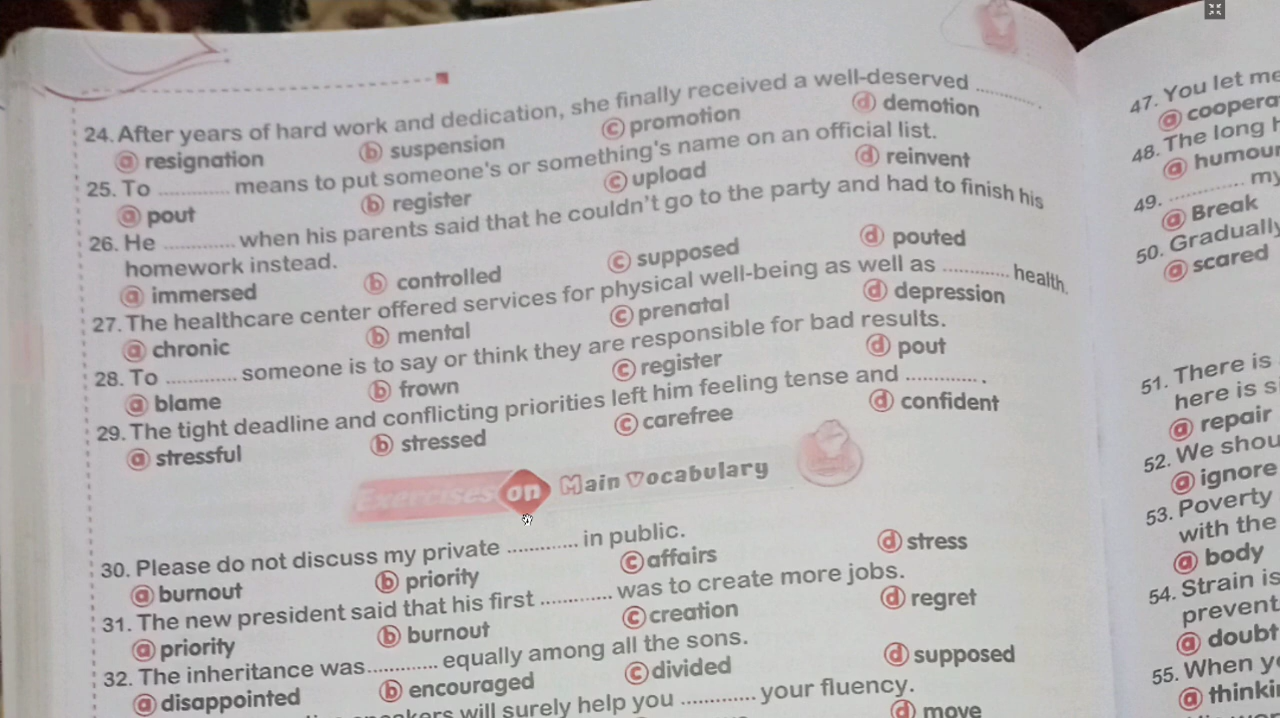 24. After years of hard work and dedication, she finally received a well-deserved .............
ⓐ resignation ⓑ suspension ⓒ promotion ⓓ demotion
25. To ............. means to put someone's or something's name on an official list.
ⓐ pout ⓑ register ⓒ upload ⓓ reinvent
26. He ............. when his parents said that he couldn't go to the party and had to finish his
homework instead.
ⓐ immersed ⓑ controlled ⓒ supposed ⓓ pouted
27. The healthcare center offered services for physical well-being as well as ............. health.
ⓐ chronic ⓑ mental ⓒ prenatal ⓓ depression
28. To ............. someone is to say or think they are responsible for bad results.
ⓐ blame ⓑ frown ⓒ register ⓓ pout
29. The tight deadline and conflicting priorities left him feeling tense and ............. .
ⓐ stressful ⓑ stressed ⓒ carefree ⓓ confident
Exercises on Main Vocabulary
30. Please do not discuss my private ............. in public.
ⓐ burnout ⓑ priority ⓒ affairs ⓓ stress
31. The new president said that his first ............. was to create more jobs.
ⓐ priority ⓑ burnout ⓒ creation ⓓ regret
32. The inheritance was............. equally among all the sons.
ⓐ disappointed ⓑ encouraged ⓒ divided ⓓ supposed
will surely help you ............. your fluency.
ⓓ move
47. You let me
ⓐ coopera
48. The long
ⓐ humour
49. ............. my
ⓐ Break
50. Gradually
ⓐ scared
51. There is
here is s
ⓐ repair
52. We shou
ⓐ ignore
53. Poverty
with the
ⓐ body
54. Strain is
prevent
ⓐ doubt
55. When y
ⓐ thinki